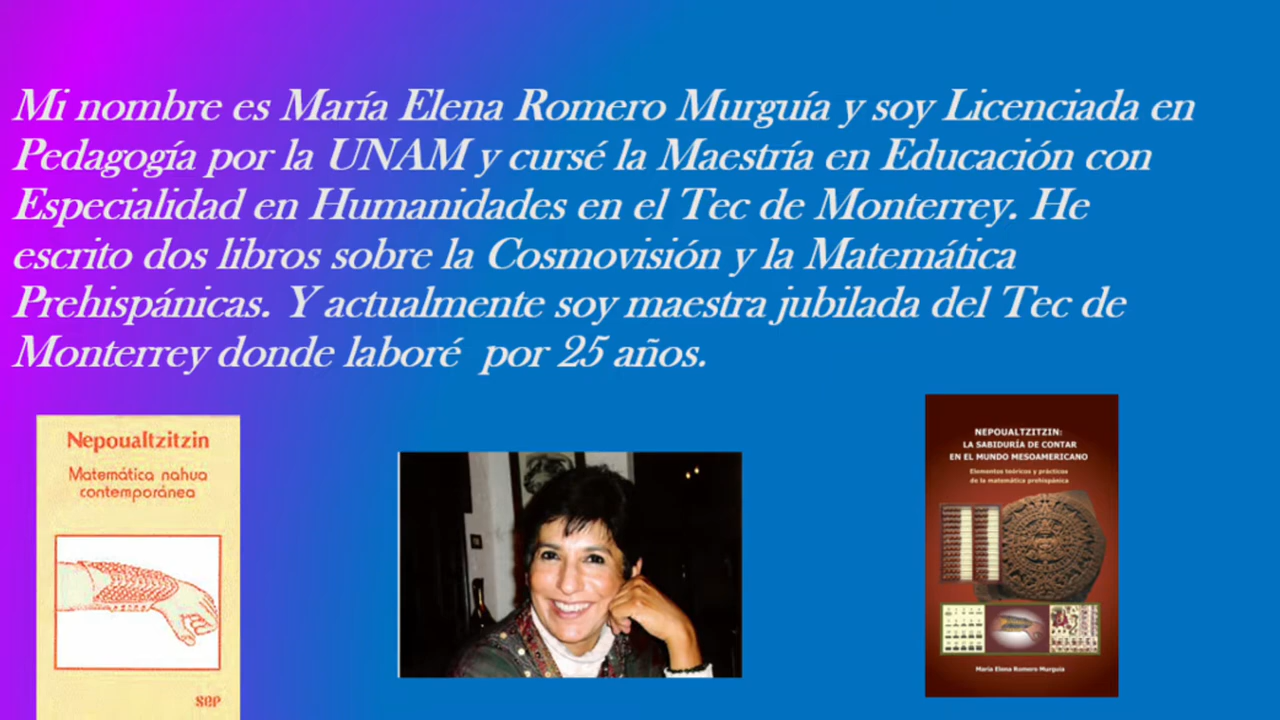 Mi nombre es María Elena Romero Murguía y soy Licenciada en
Pedagogía por la UNAM y cursé la Maestría en Educación con
Especialidad en Humanidades en el Tec de Monterrey. He
escrito dos libros sobre la Cosmovisión y la Matemática
Prehispánicas. Y actualmente soy maestra jubilada del Tec de
Monterrey donde laboré por 25 años.
Nepoualtzitzin
Matemática nahua
contemporánea
sep
NEPOUALTZITZIN:
LA SABIDURÍA DE CONTAR
EN EL MUNDO MESOAMERICANO
Elementos teóricos y prácticos
de la matemática prehispánica
María Elena Romero Murguía